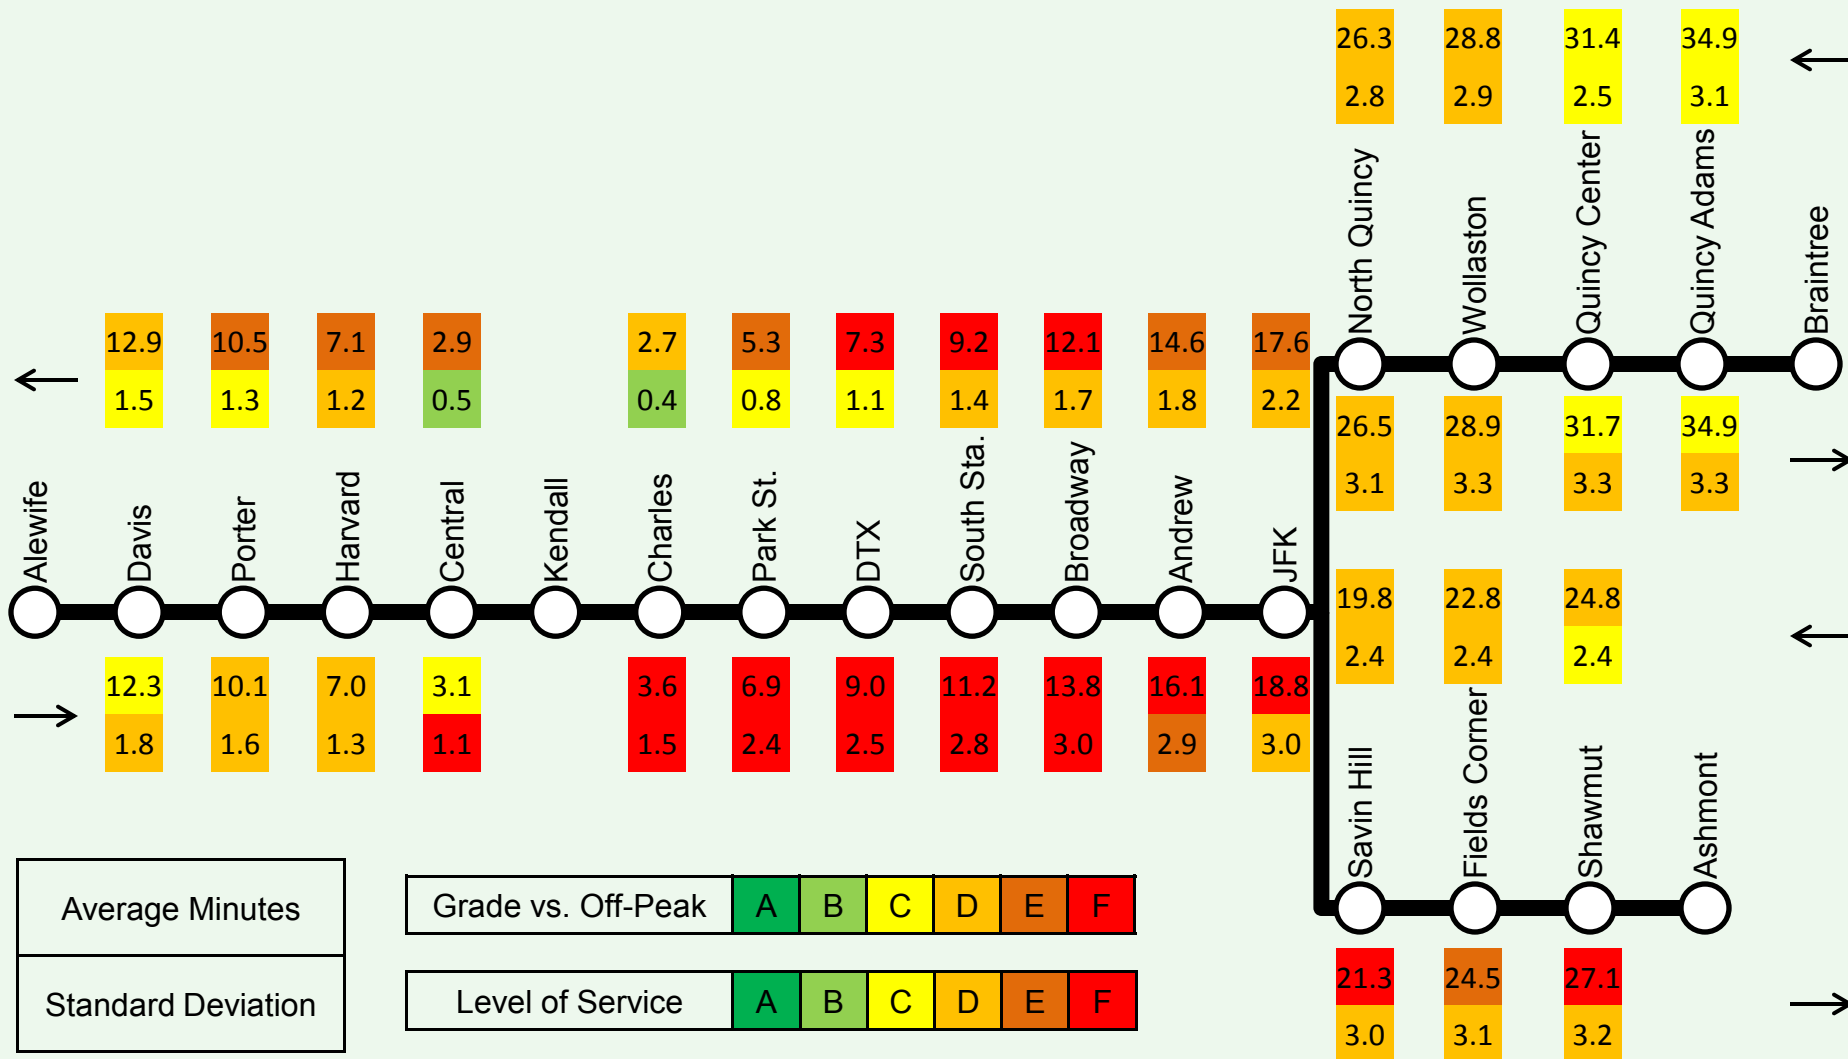 26.3 28.8 31.4 34.9
2.8 2.9 2.5 3.1
North Quincy
Wollaston
Quincy Center
Quincy Adams
Braintree
12.9 10.5 7.1 2.9 2.7 5.3 7.3 9.2 12.1 14.6 17.6
1.5 1.3 1.2 0.5 0.4 0.8 1.1 1.4 1.7 1.8 2.2
26.5 28.9 31.7 34.9
3.1 3.3 3.3 3.3
Alewife
Davis
Porter
Harvard
Central
Kendall
Charles
Park St.
DTX
South Sta.
Broadway
Andrew
JFK
19.8 22.8 24.8
2.4 2.4 2.4
12.3 10.1 7.0 3.1 3.6 6.9 9.0 11.2 13.8 16.1 18.8
1.8 1.6 1.3 1.1 1.5 2.4 2.5 2.8 3.0 2.9 3.0
Savin Hill
Fields Corner
Shawmut
Ashmont
21.3 24.5 27.1
3.0 3.1 3.2
Average Minutes
Standard Deviation
Grade vs. Off-Peak A B C D E F
Level of Service A B C D E F